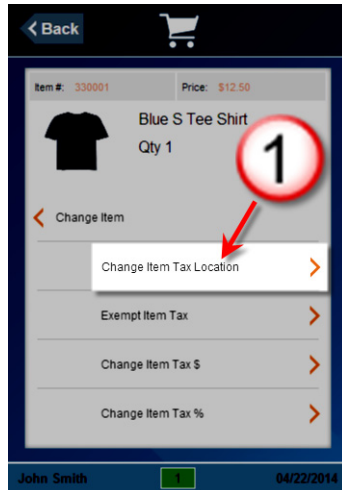 Back
Item #: 330001 Price: $12.50
Blue S Tee Shirt
Qty 1
1
Change Item
Change Item Tax Location
Exempt Item Tax
Change Item Tax $
Change Item Tax %
John Smith 1 04/22/2014